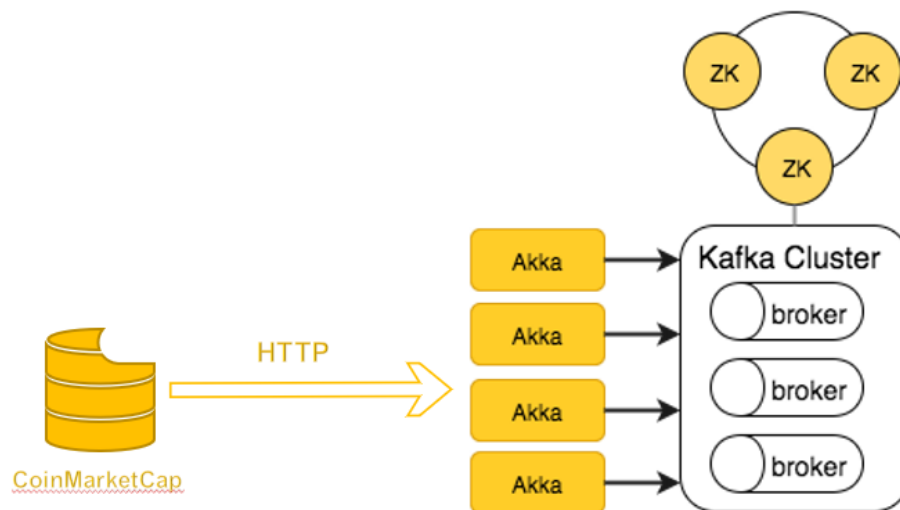 ZK
ZK
ZK
Kafka Cluster
Akka
broker
Akka
HTTP
broker
Akka
broker
Akka
CoinMarketCap